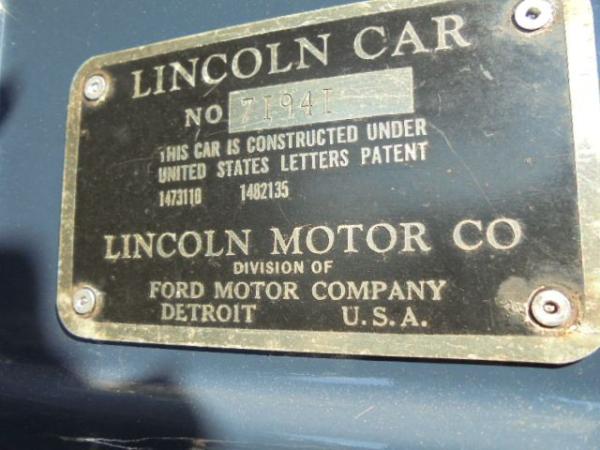 LINCOLN CAR
NO 71941
THIS CAR IS CONSTRUCTED UNDER
UNITED STATES LETTERS PATENT
1473110 1482135
LINCOLN MOTOR CO
DIVISION OF
FORD MOTOR COMPANY
DETROIT U.S.A.